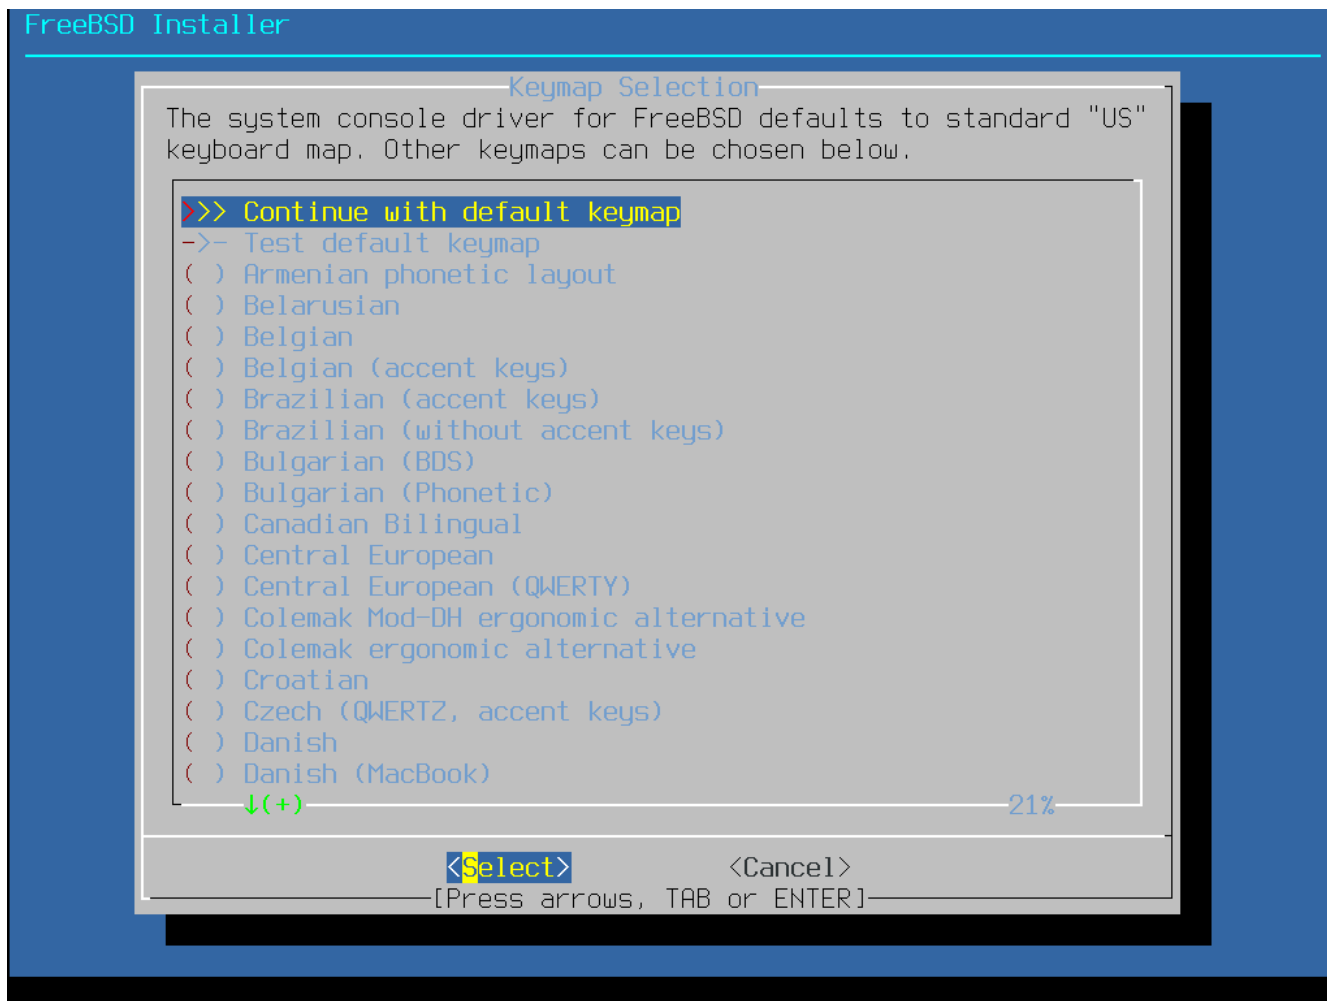 FreeBSD Installer
Keymap Selection
The system console driver for FreeBSD defaults to standard "US"
keyboard map. Other keymaps can be chosen below.
>>> Continue with default keymap
->- Test default keymap
( ) Armenian phonetic layout
( ) Belarusian
( ) Belgian
( ) Belgian (accent keys)
( ) Brazilian (accent keys)
( ) Brazilian (without accent keys)
( ) Bulgarian (BDS)
( ) Bulgarian (Phonetic)
( ) Canadian Bilingual
( ) Central European
( ) Central European (QWERTY)
( ) Colemak Mod-DH ergonomic alternative
( ) Colemak ergonomic alternative
( ) Croatian
( ) Czech (QWERTZ, accent keys)
( ) Danish
( ) Danish (MacBook)
↓(+) 21%
<Select> <Cancel>
[Press arrows, TAB or ENTER]